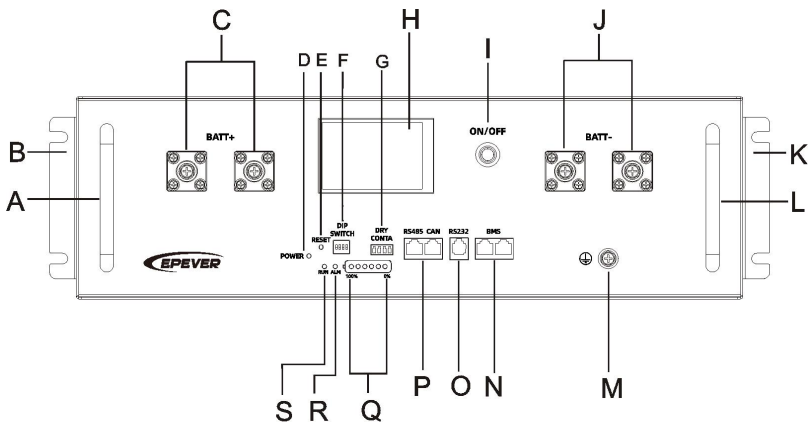 C
D E F
G
H
I
J
BATT+
ON/OFF
BATT-
B
A
K
L
DIP
SWITCH
DRY
CONTA
RS485 CAN
RS232
BMS
RESET
POWER
EPEVER
RUN ALM
100%
0%
S
R
Q
P
O
N
M